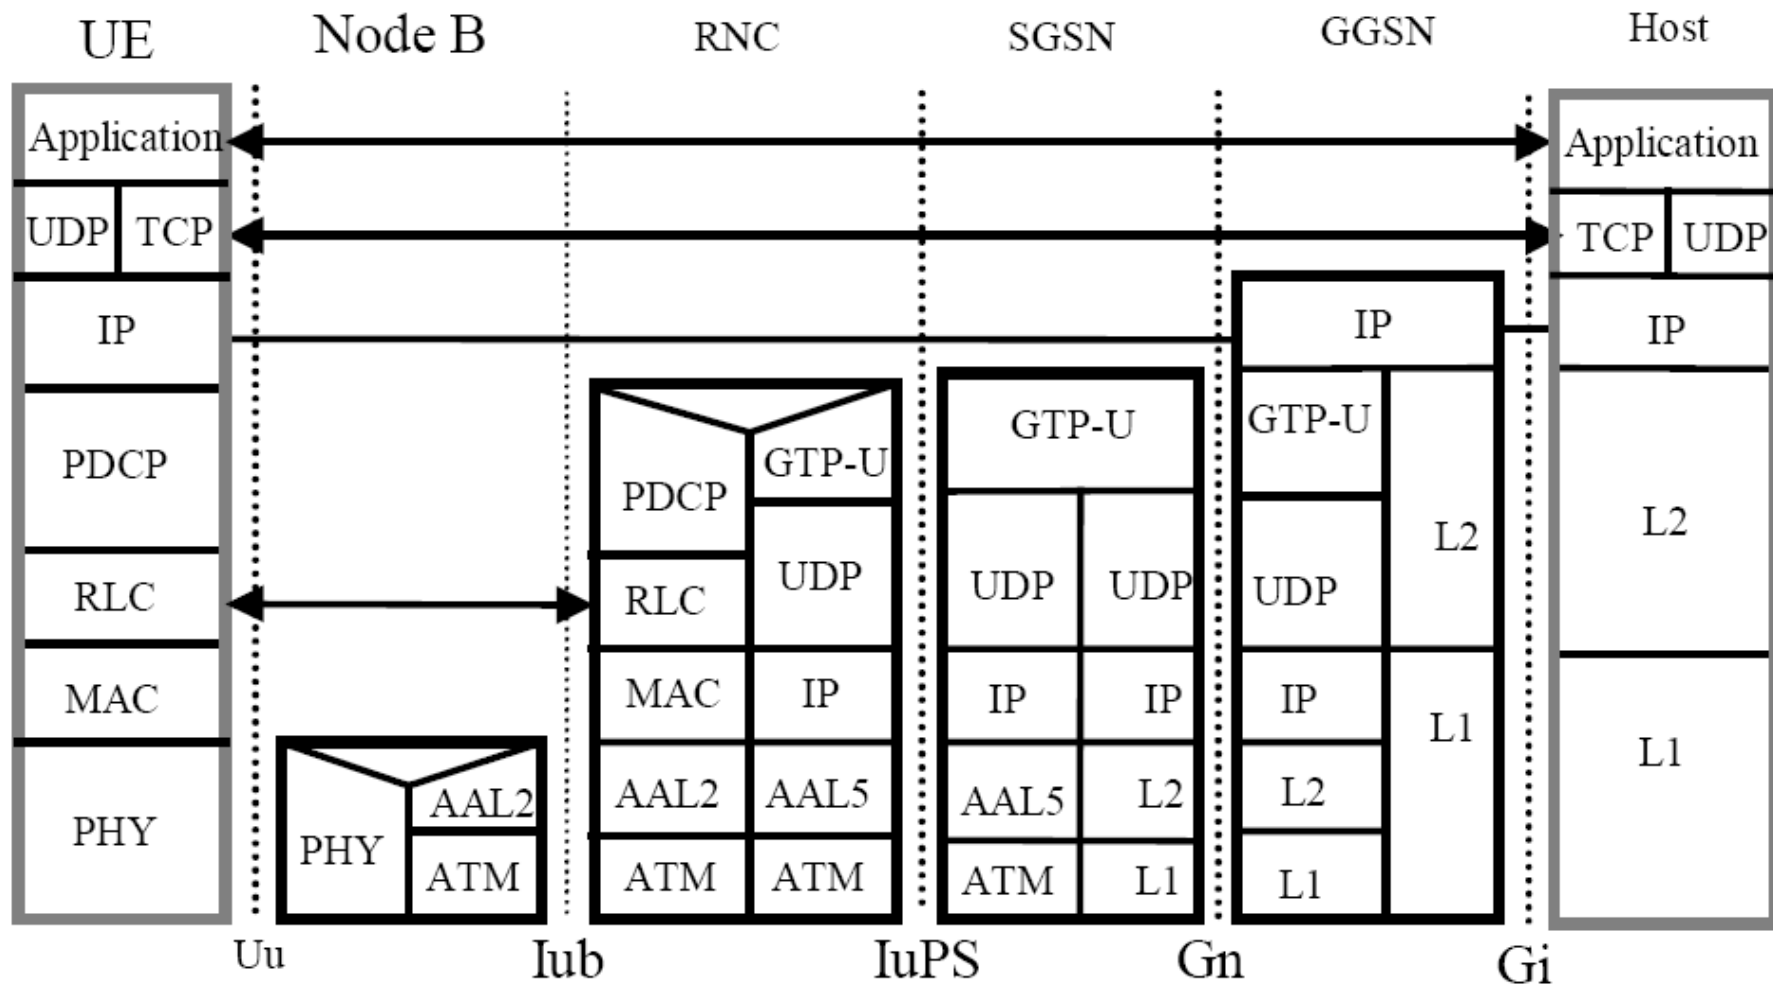 UE Node B RNC SGSN GGSN Host
Application Application
UDP TCP TCP UDP
IP IP IP
PDCP GTP-U GTP-U GTP-U
PDCP L2 L2
RLC RLC UDP UDP UDP UDP
MAC MAC IP IP IP IP L1 L1
PHY AAL2 AAL2 AAL5 AAL5 L2 L2
PHY ATM ATM ATM ATM L1 L1
Uu Iub IuPS Gn Gi